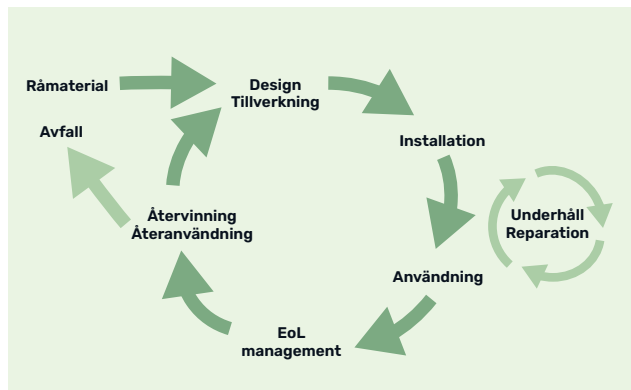 Råmaterial
Design
Tillverkning
Avfall
Installation
Återvinning
Återanvändning
Underhåll
Reparation
Användning
EoL
management